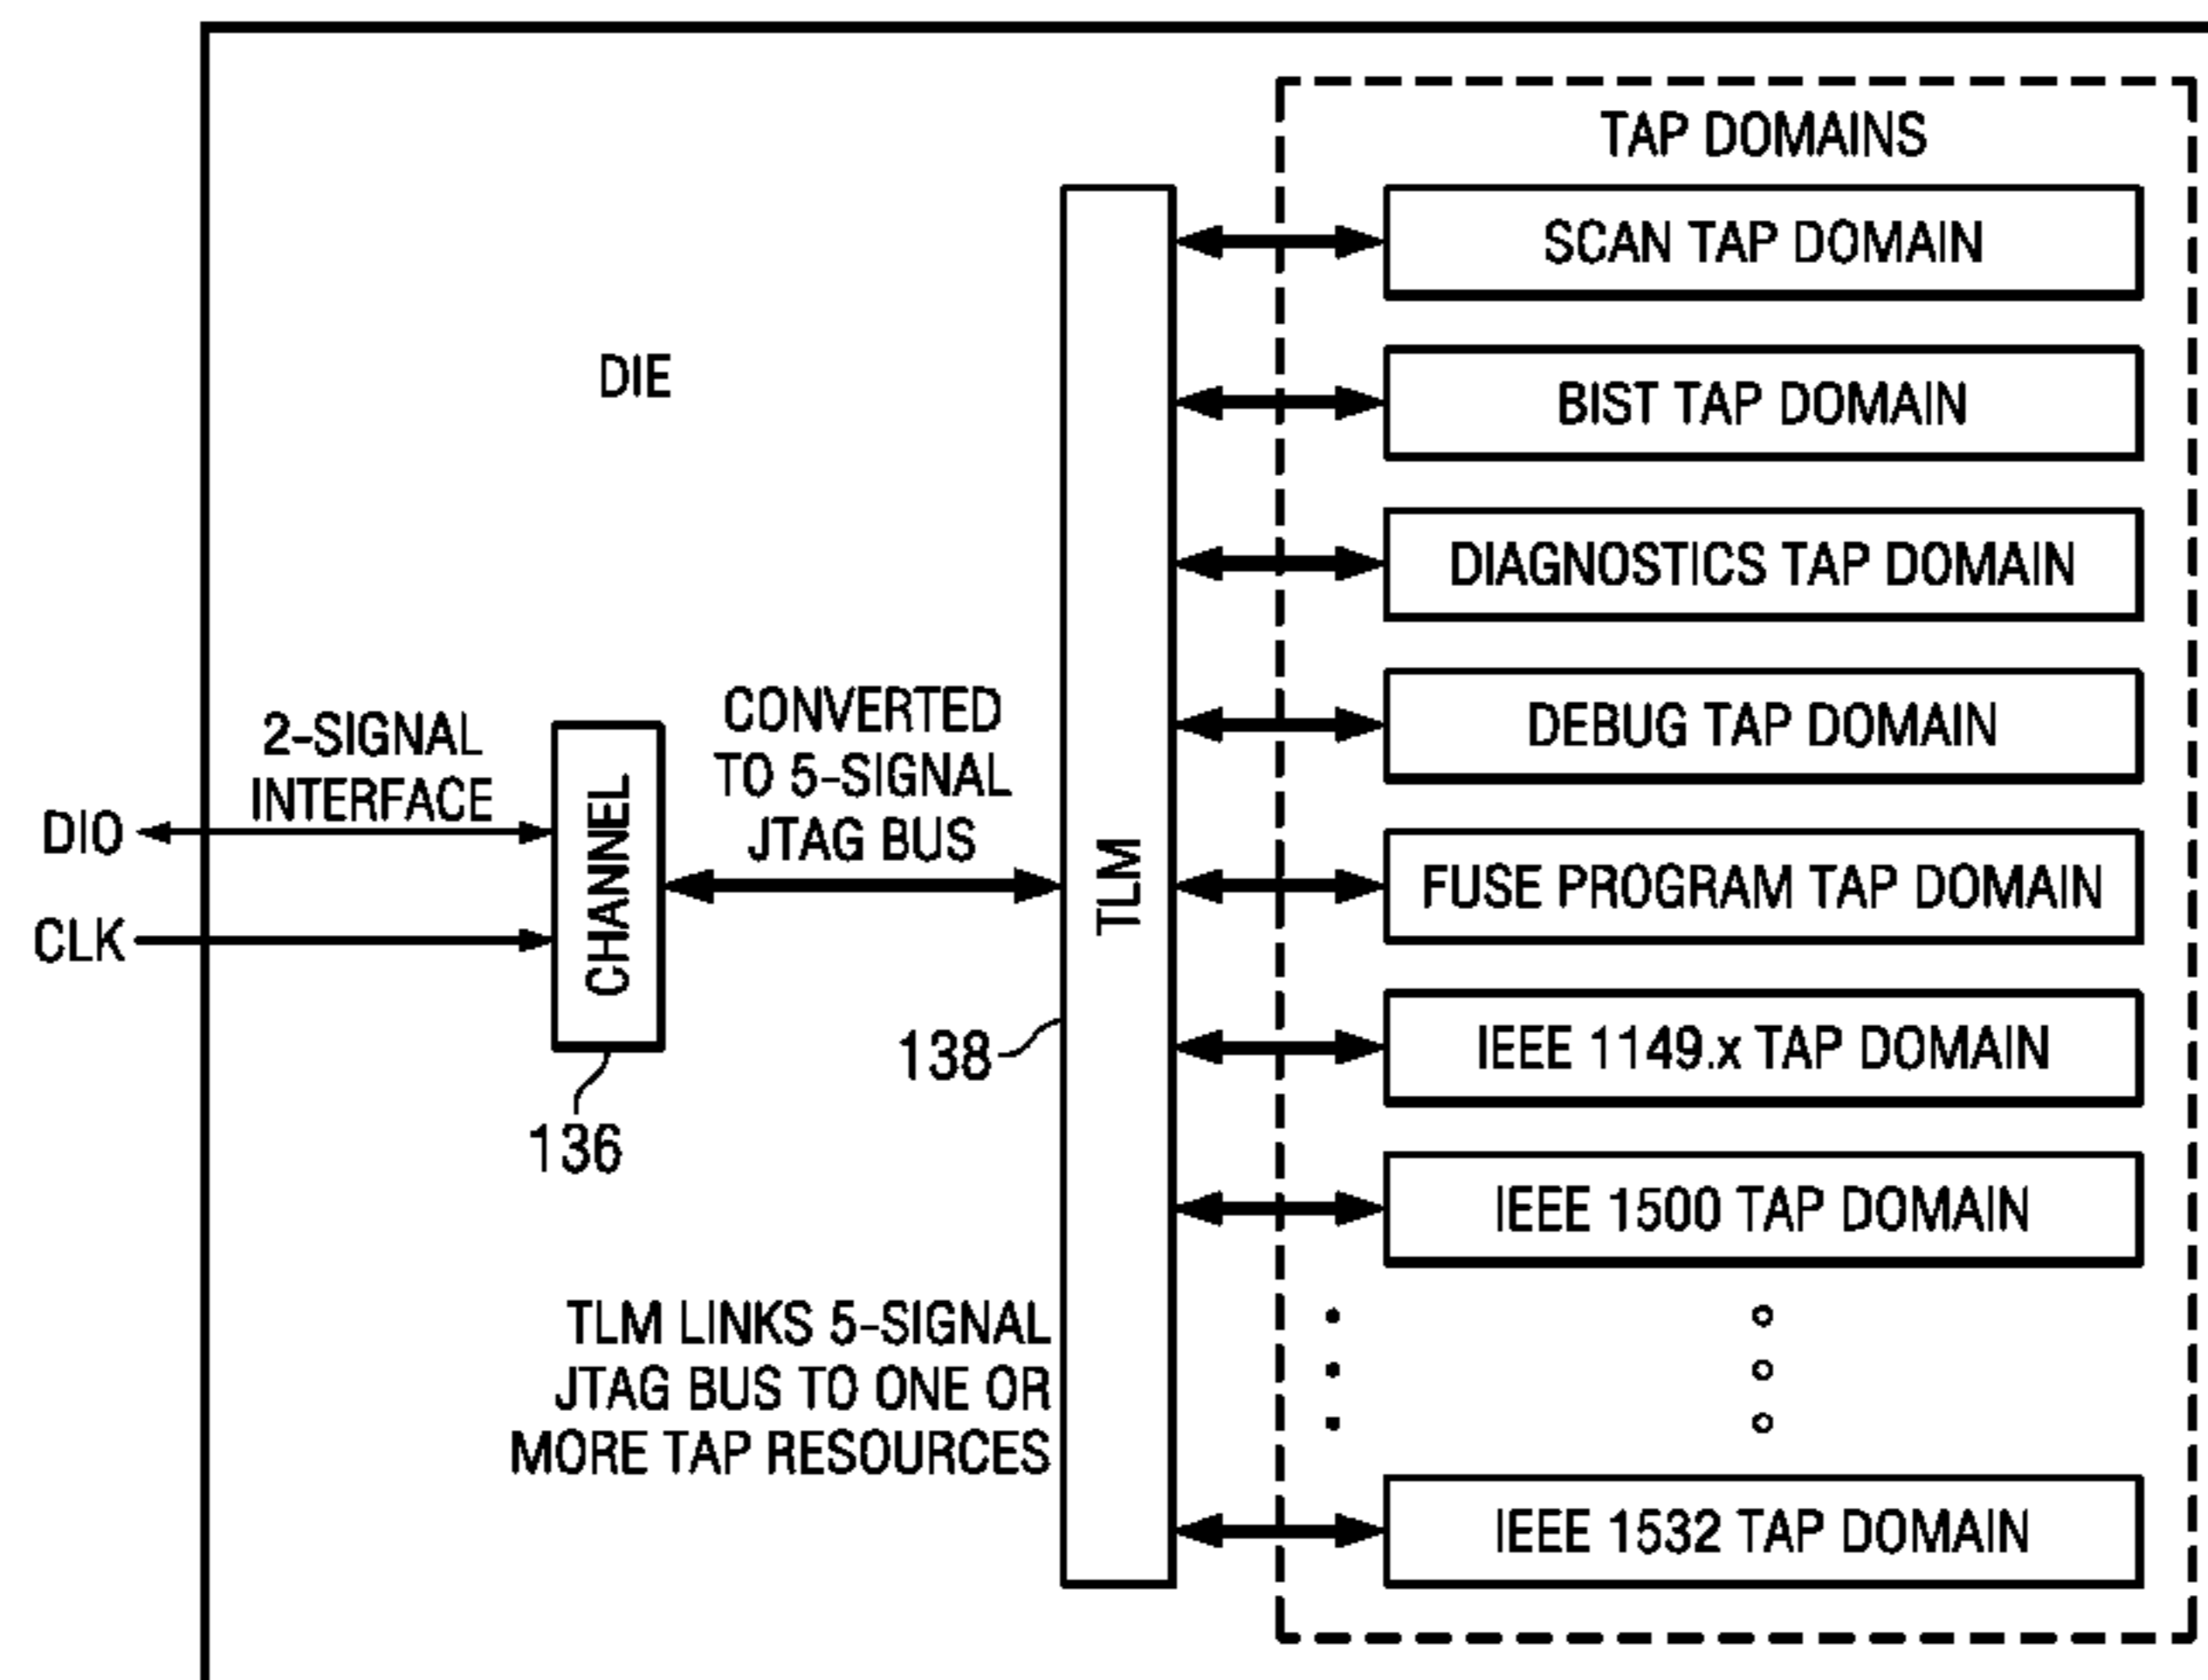 TAP DOMAINS
SCAN TAP DOMAIN
DIE
BIST TAP DOMAIN
DIAGNOSTICS TAP DOMAIN
DEBUG TAP DOMAIN
2-SIGNAL
INTERFACE
CONVERTED
TO 5-SIGNAL
JTAG BUS
DIO
CLK
CHANNEL
TLM
FUSE PROGRAM TAP DOMAIN
138
IEEE 1149.x TAP DOMAIN
136
IEEE 1500 TAP DOMAIN
TLM LINKS 5-SIGNAL
JTAG BUS TO ONE OR
MORE TAP RESOURCES
IEEE 1532 TAP DOMAIN